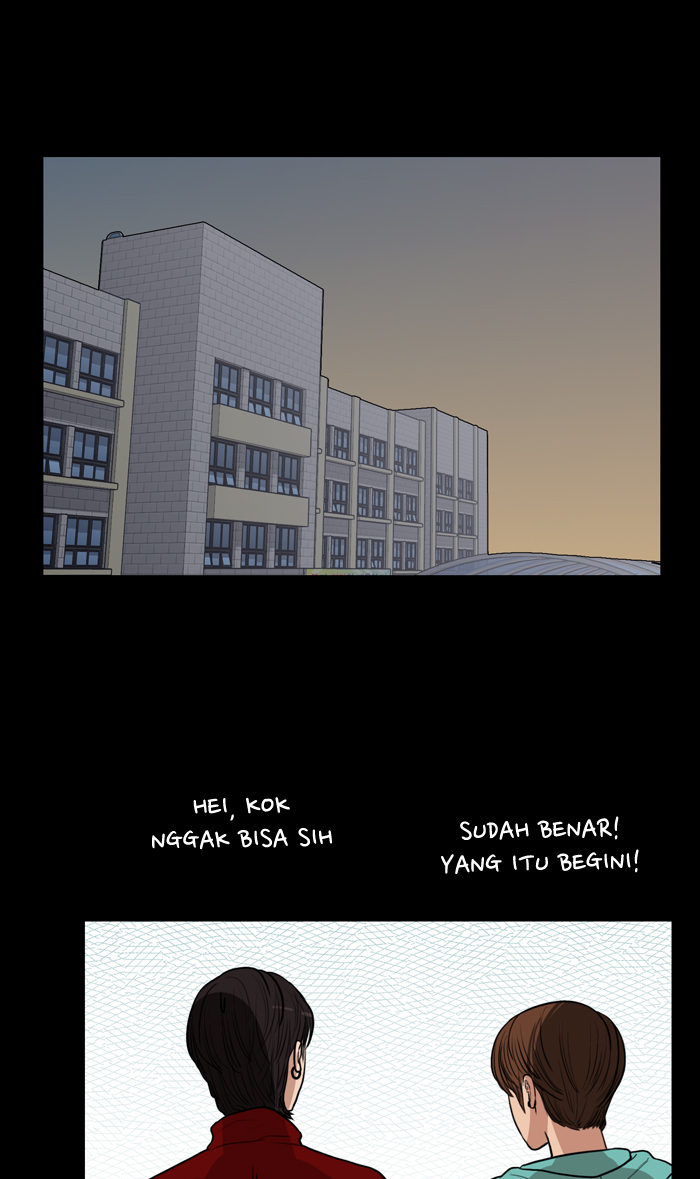 HEI, KOK
NGGAK BISA SIH
SUDAH BENAR!
YANG ITU BEGINI!